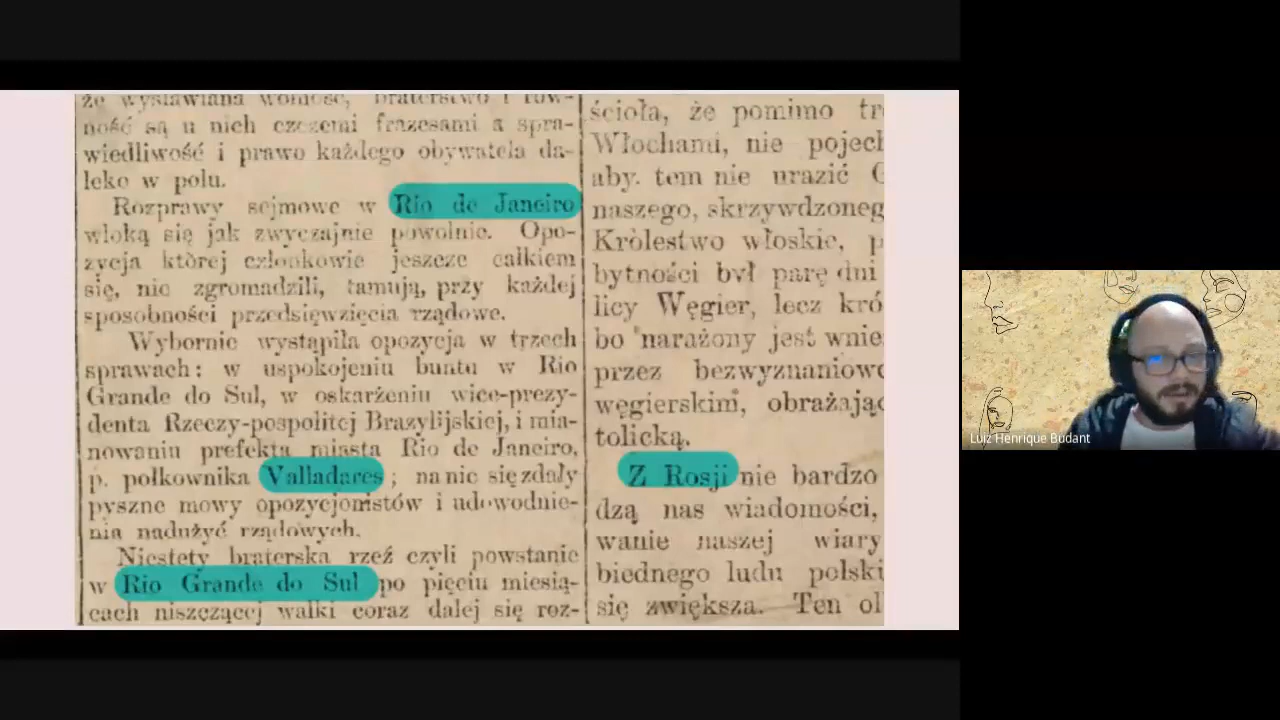 że wysławiana wolność, braterstwo i rów-
ność są u nich czczemi frazesami a spra-
wiedliwość i prawo każdego obywatela da-
leko w polu.
Rozprawy sejmowe w Rio de Janeiro
wloką się jak zwyczajnie powolnie. Opo-
zycja której członkowie jeszcze całkiem
się, nie zgromadzili, tamują, przy każdej
sposobności przedsięwzięcia rządowe.
Wybornie wystąpiła opozycja w trzech
sprawach: w uspokojeniu buntu w Rio
Grande do Sul, w oskarżeniu wice-prezy-
denta Rzeczy-pospolitej Brazylijskiej, i mia-
nowaniu prefekta miasta Rio de Janeiro,
p. połkownika Valladares; na nic się zdały
pyszne mowy opozycjonistów i udowodnie-
nia nadużyć rządowych.
Niestety braterska rzeź czyli powstanie
w Rio Grande do Sul po pięciu miesią-
cach niszczącej walki coraz dalej się roz-
ścioła, że pomimo tr
Włochami, nie pojech
aby. tem nie urazić
naszego, skrzywdzoneg
Królestwo włoskie, p
bytności był parę dni
licy Węgier, lecz kró
bo narażony jest wnie
przez bezwyznaniowe
węgierskim, obrażając
tolicką.
Z Rosji nie bardzo
dzą nas wiadomości,
wanie naszej wiary
biednego ludu polski
się zwiększa. Ten ol
Luiz Henrique Budant